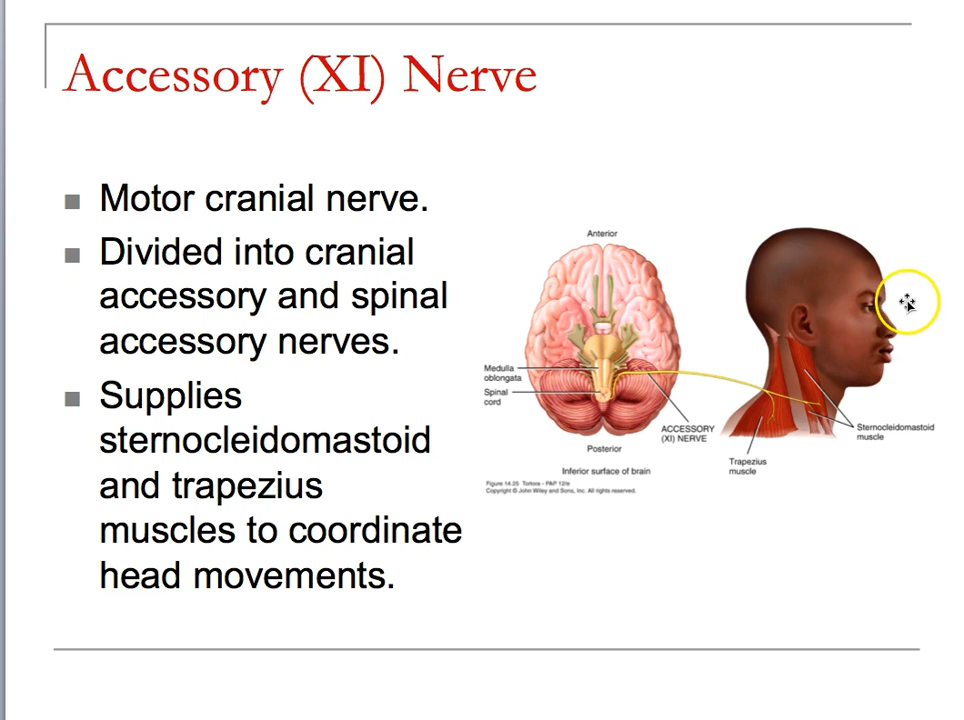 Accessory (XI) Nerve
Motor cranial nerve.
Divided into cranial
accessory and spinal
accessory nerves.
Supplies
sternocleidomastoid
and trapezius
muscles to coordinate
head movements.
Anterior
Medulla
oblongata
Spinal
cord
ACCESSORY
(XI) NERVE
Posterior
Inferior surface of brain
Trapezius
muscle
Sternocleidomastoid
muscle
Figure 14.25 Tortora - PAP 12/e
Copyright © John Wiley and Sons, Inc. All rights reserved.